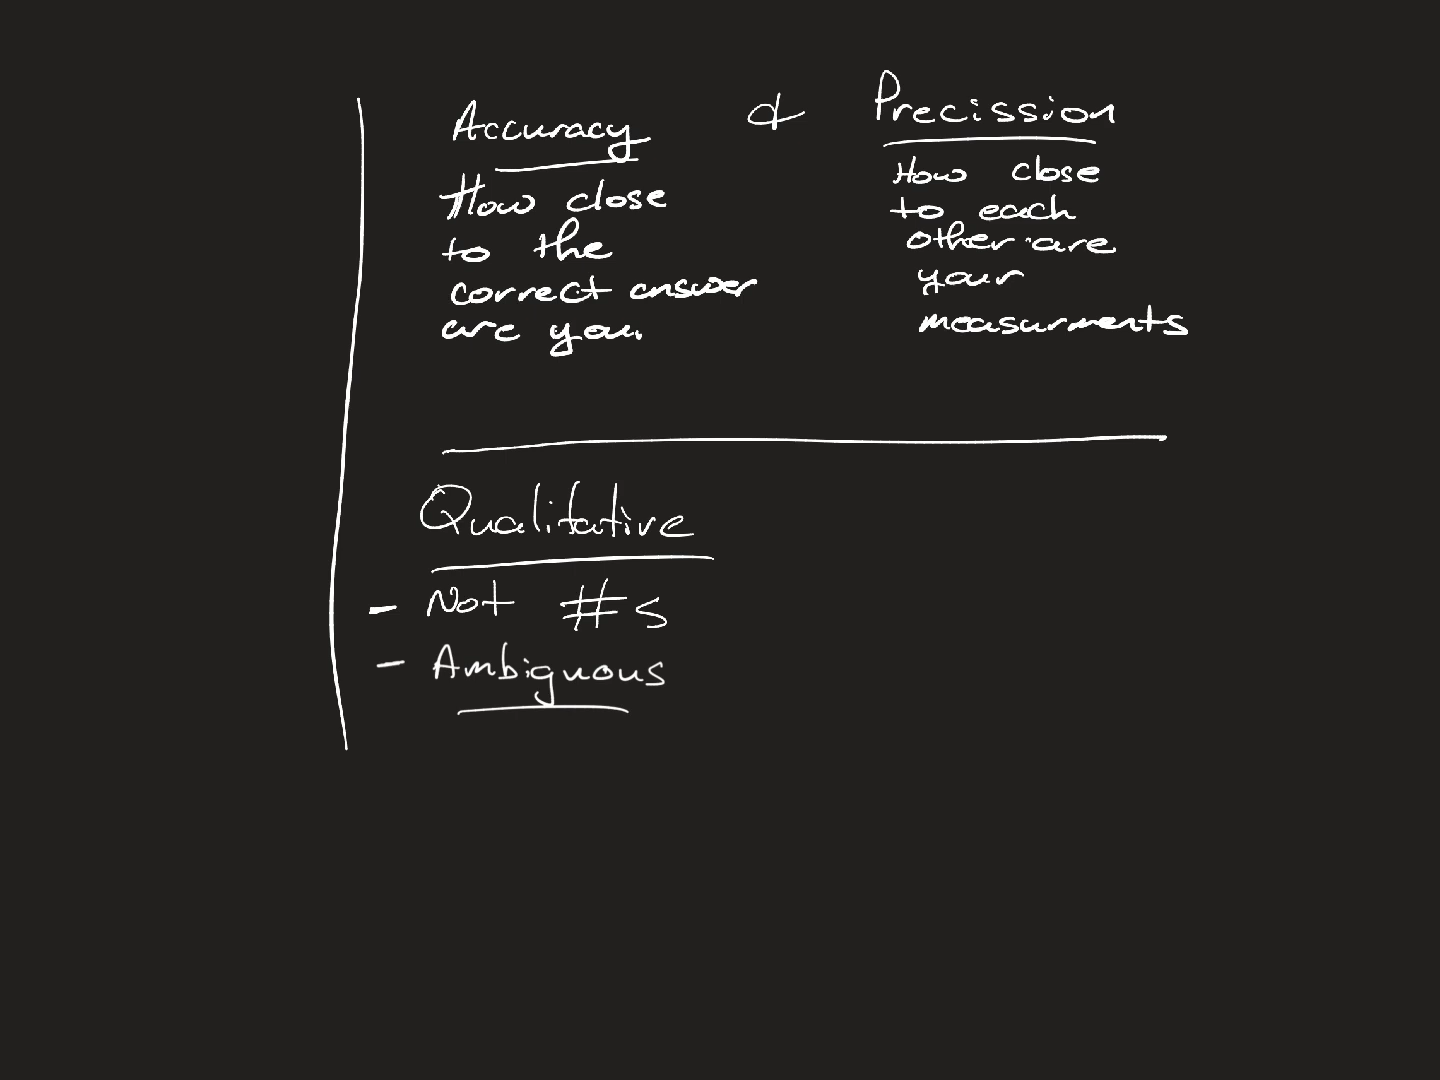 Accuracy & Precission
How close
to the
correct answer
are you.
How close
to each
other are
your
measurments
Qualitative
- Not #s
- Ambiguous